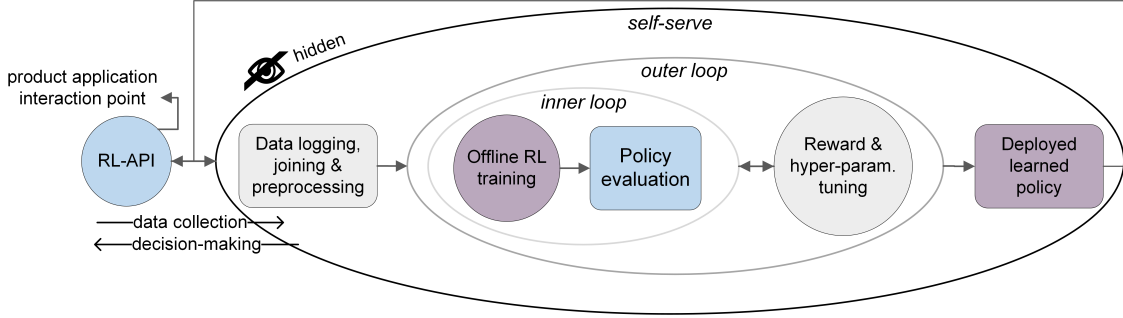 self-serve
hidden
outer loop
product application
interaction point
inner loop
RL-API
Data logging,
joining &
preprocessing
Offline RL
training
Policy
evaluation
Reward &
hyper-param.
tuning
Deployed
learned
policy
data collection
decision-making